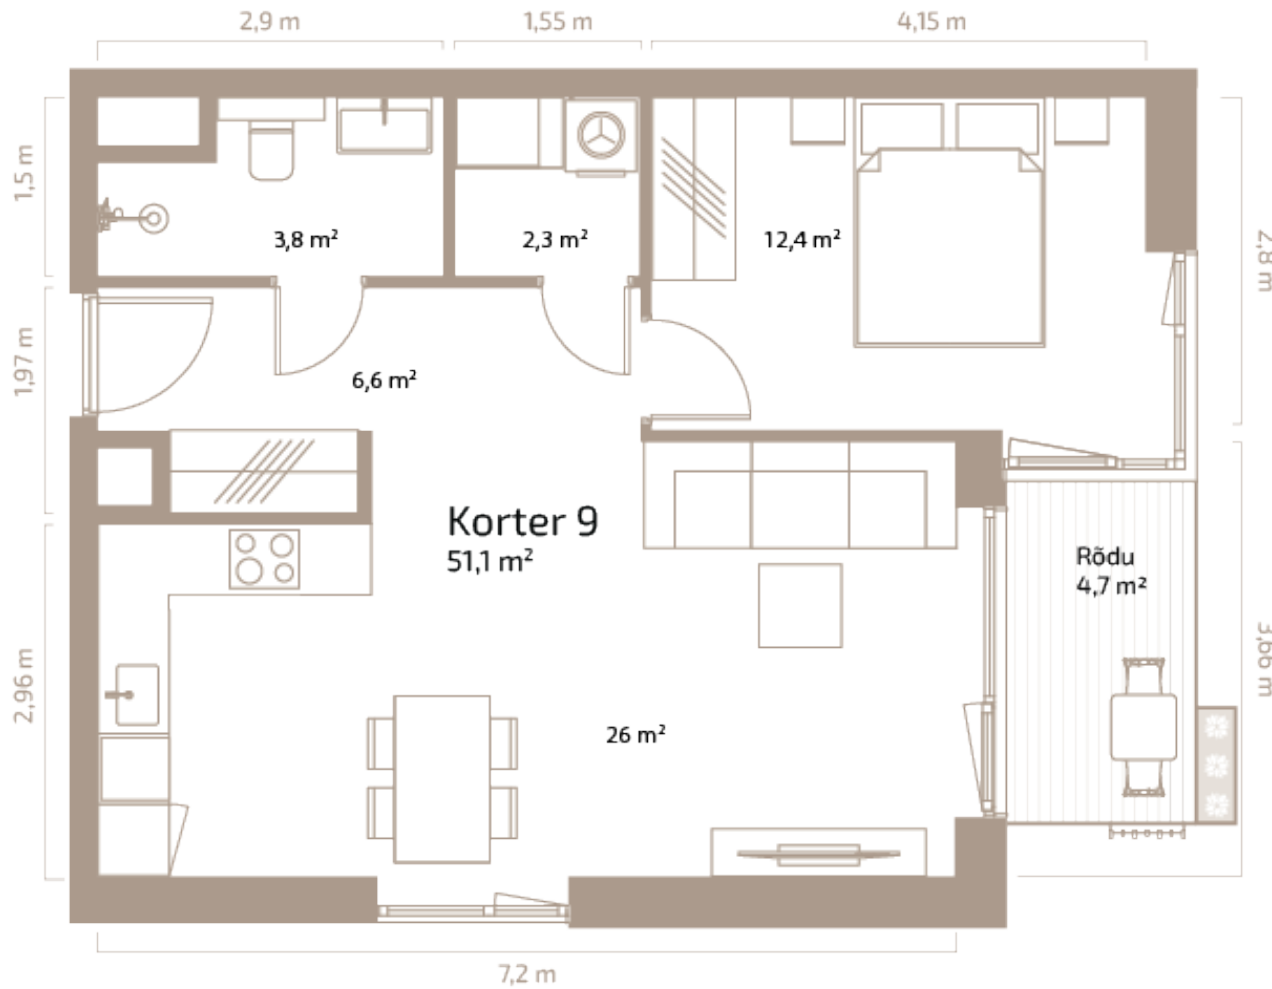 2,9 m
1,55 m
4,15 m
1,5 m
3,8 m²
2,3 m²
12,4 m²
2,8 m
1,97 m
6,6 m²
Korter 9
51,1 m²
Rõdu
4,7 m²
2,96 m
26 m²
3,66 m
7,2 m